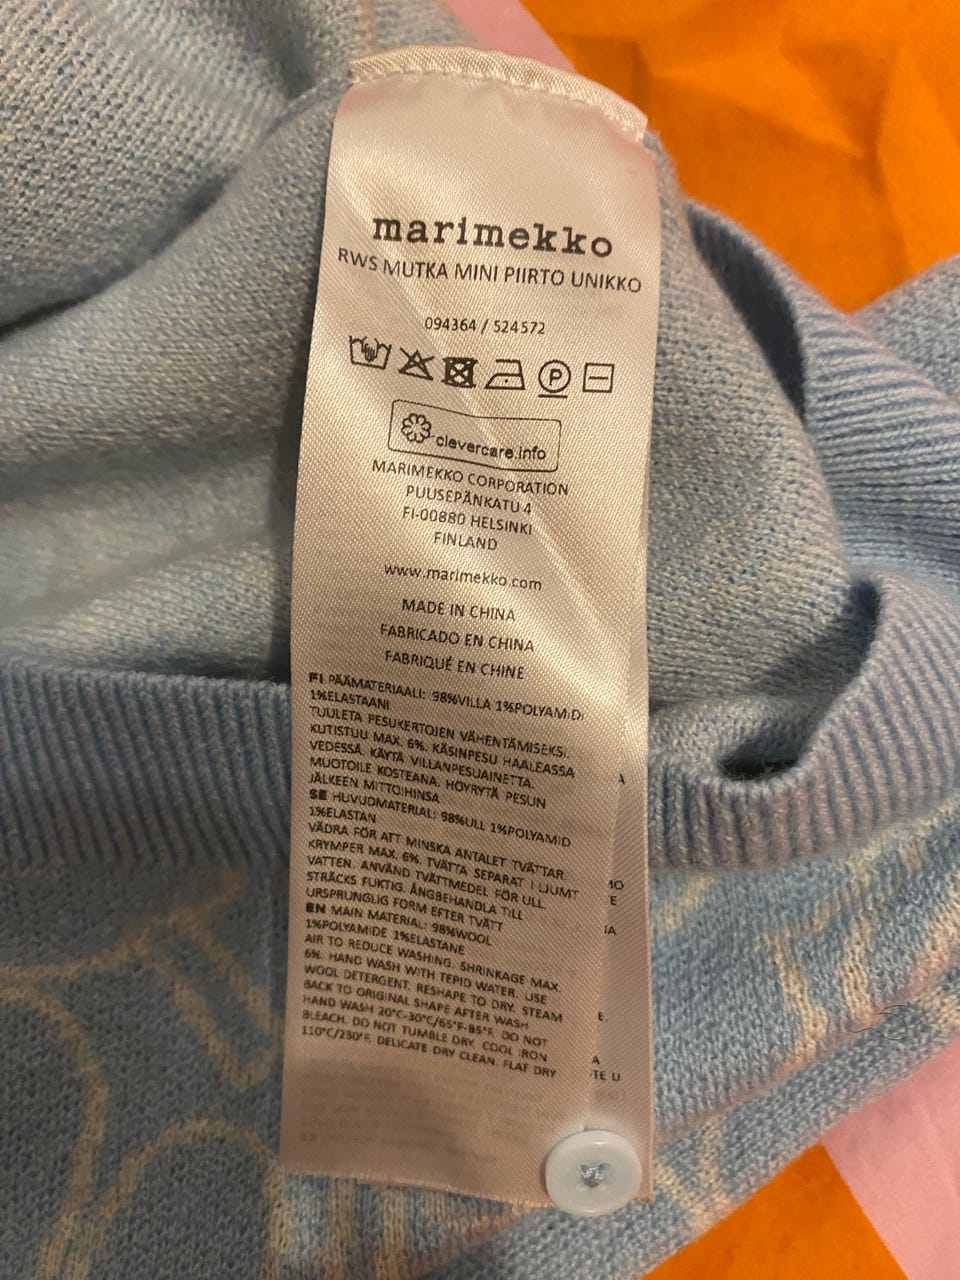 marimekko
RWS MUTKA MINI PIIRTO UNIKKO
094364 / 524572
P
clevercare.info
MARIMEKKO CORPORATION
PUUSEPÄNKATU 4
FI-00880 HELSINKI
FINLAND
www.marimekko.com
MADE IN CHINA
FABRICADO EN CHINA
FABRIQUÉ EN CHINE
FI PÄÄMATERIAALI: 98%VILLA 1%POLYAMIDI
1%ELASTAANI
TUULETA PESUKERTOJEN VÄHENTÄMISEKSI.
KUTISTUU MAX. 6%. KÄSINPESU HAALEASSA
VEDESSÄ. KÄYTÄ VILLANPESUAINETTA.
MUOTOILE KOSTEANA. HÖYRYTÄ PESUN
JÄLKEEN MITTOIHINSA
SE HUVUDMATERIAL: 98%ULL 1%POLYAMID
1%ELASTAN
VÄDRA FÖR ATT MINSKA ANTALET TVÄTTAR.
KRYMPER MAX. 6%. TVÄTTA SEPARAT I LJUMT
VATTEN. ANVÄND TVÄTTMEDEL FÖR ULL.
STRÄCKS FUKTIG. ÅNGBEHANDLA TILL
URSPRUNGLIG FORM EFTER TVÄTT
EN MAIN MATERIAL: 98%WOOL
1%POLYAMIDE 1%ELASTANE
AIR TO REDUCE WASHING. SHRINKAGE MAX.
6%. HAND WASH WITH TEPID WATER. USE
WOOL DETERGENT. RESHAPE TO DRY. STEAM
BACK TO ORIGINAL SHAPE AFTER WASH
HAND WASH 20°C-30°C/65°F-85°F. DO NOT
BLEACH. DO NOT TUMBLE DRY. COOL IRON
110°C/230°F. DELICATE DRY CLEAN. FLAT DRY